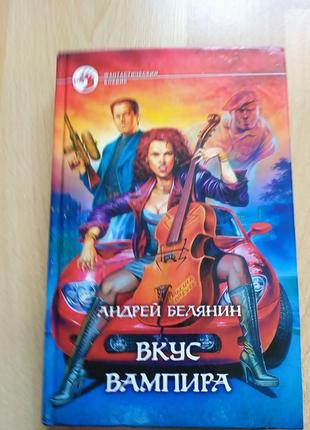 ФАНТАСТИЧЕСКИЙ
БОЕВИК
АНДРЕЙ БЕЛЯНИН
ВКУС
ВАМПИРА